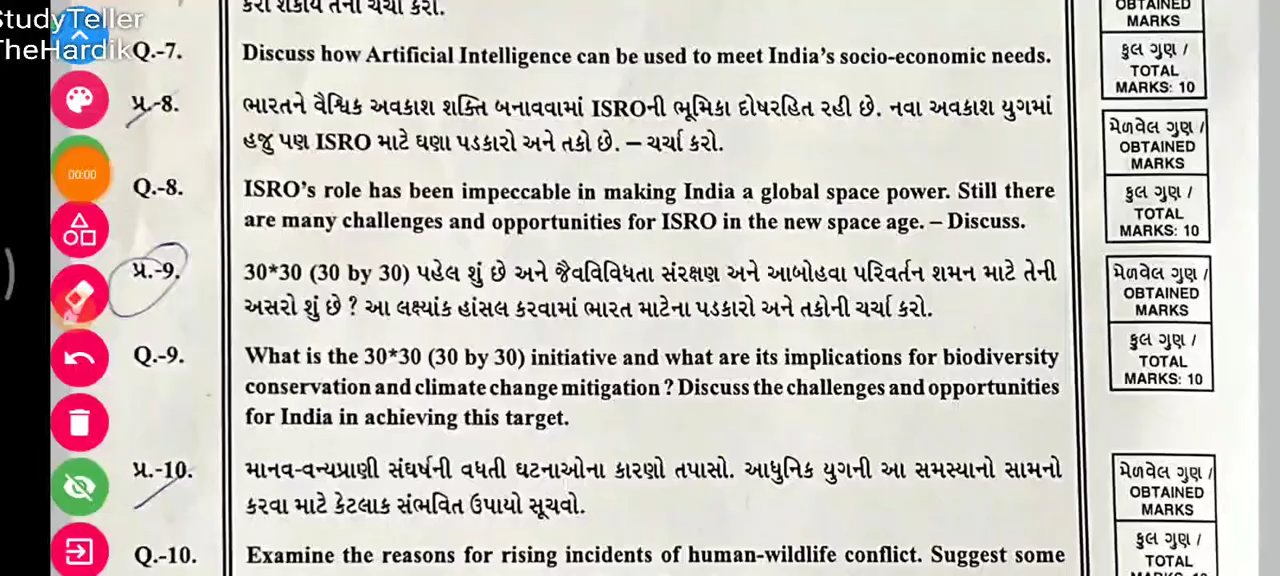 StudyTeller
TheHardik
કરી શકાય તેની ચર્ચા કરો.
Q.-7.
Discuss how Artificial Intelligence can be used to meet India's socio-economic needs.
પ્ર.-8.
ભારતને વૈશ્વિક અવકાશ શક્તિ બનાવવામાં ISROની ભૂમિકા દોષરહિત રહી છે. નવા અવકાશ યુગમાં
હજુ પણ ISRO માટે ઘણા પડકારો અને તકો છે. – ચર્ચા કરો.
00:00
Q.-8.
ISRO's role has been impeccable in making India a global space power. Still there
are many challenges and opportunities for ISRO in the new space age. – Discuss.
પ્ર.-9.
30*30 (30 by 30) પહેલ શું છે અને જૈવવિવિધતા સંરક્ષણ અને આબોહવા પરિવર્તન શમન માટે તેની
અસરો શું છે ? આ લક્ષ્યાંક હાંસલ કરવામાં ભારત માટેના પડકારો અને તકોની ચર્ચા કરો.
Q.-9.
What is the 30*30 (30 by 30) initiative and what are its implications for biodiversity
conservation and climate change mitigation ? Discuss the challenges and opportunities
for India in achieving this target.
પ્ર.-10.
માનવ-વન્યપ્રાણી સંઘર્ષની વધતી ઘટનાઓના કારણો તપાસો. આધુનિક યુગની આ સમસ્યાનો સામનો
કરવા માટે કેટલાક સંભવિત ઉપાયો સૂચવો.
Q.-10.
Examine the reasons for rising incidents of human-wildlife conflict. Suggest some
OBTAINED
MARKS
કુલ ગુણ /
TOTAL
MARKS: 10
મેળવેલ ગુણ /
OBTAINED
MARKS
કુલ ગુણ /
TOTAL
MARKS: 10
મેળવેલ ગુણ /
OBTAINED
MARKS
કુલ ગુણ /
TOTAL
MARKS: 10
મેળવેલ ગુણ /
OBTAINED
MARKS
કુલ ગુણ /
TOTAL
MARKS: 10